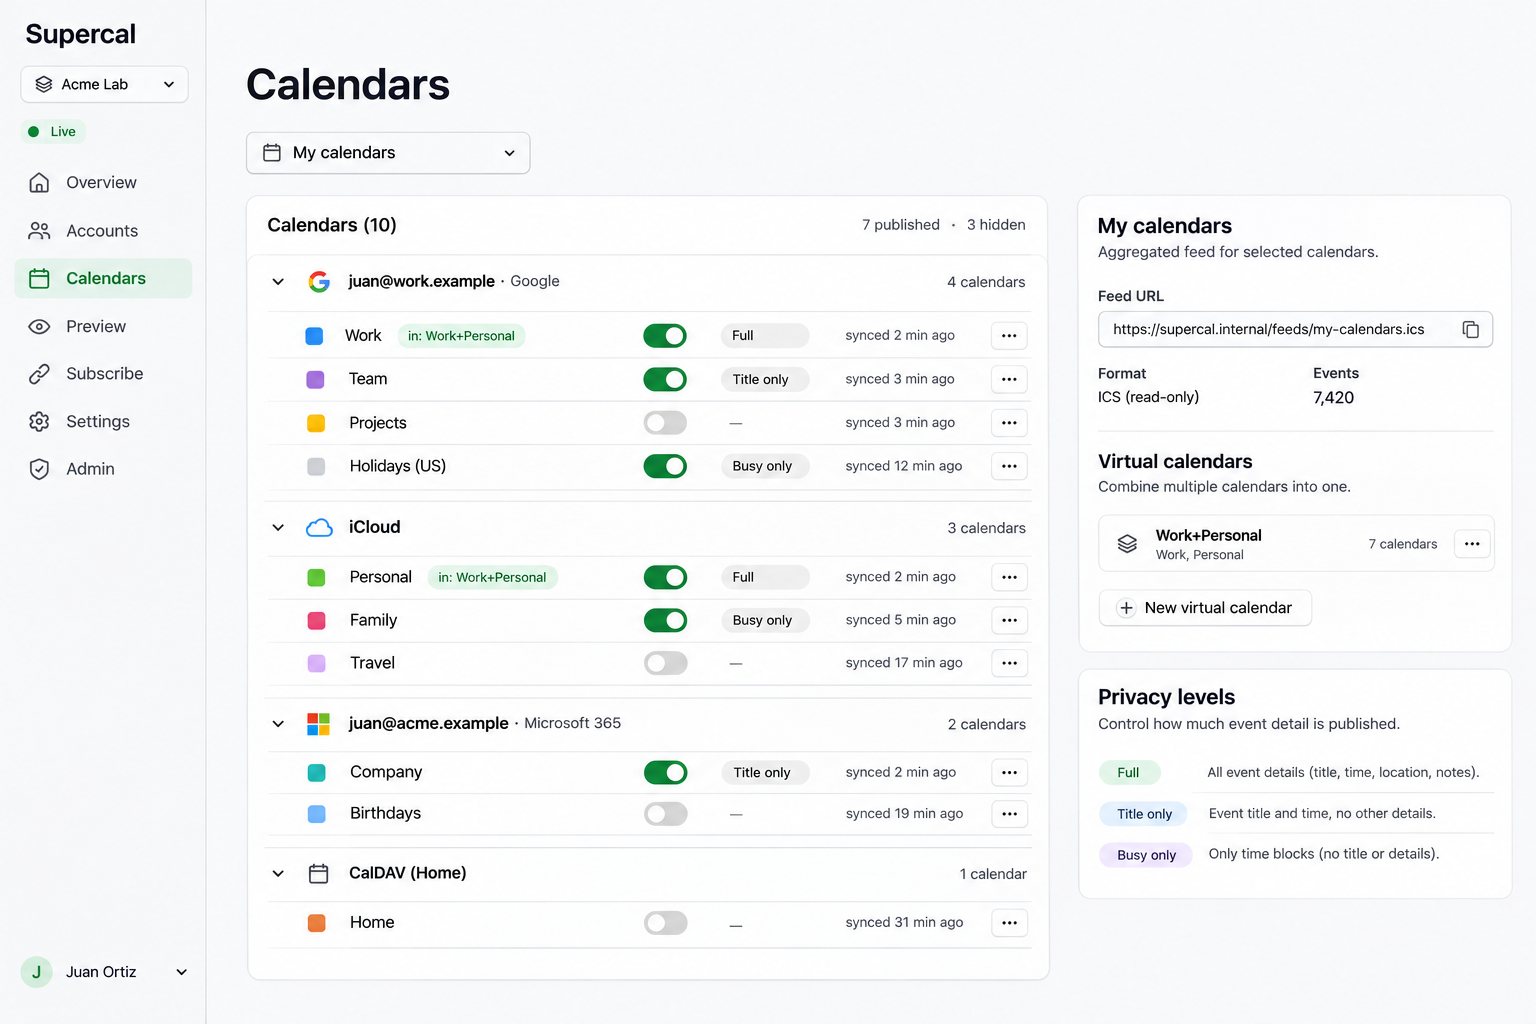 Supercal
Acme Lab
Live
Overview
Accounts
Calendars
Preview
Subscribe
Settings
Admin
J Juan Ortiz
Calendars
My calendars
Calendars (10) 7 published · 3 hidden
juan@work.example · Google 4 calendars
Work in: Work+Personal Full synced 2 min ago
Team Title only synced 3 min ago
Projects — synced 3 min ago
Holidays (US) Busy only synced 12 min ago
iCloud 3 calendars
Personal in: Work+Personal Full synced 2 min ago
Family Busy only synced 5 min ago
Travel — synced 17 min ago
juan@acme.example · Microsoft 365 2 calendars
Company Title only synced 2 min ago
Birthdays — synced 19 min ago
CalDAV (Home) 1 calendar
Home — synced 31 min ago
My calendars
Aggregated feed for selected calendars.
Feed URL
https://supercal.internal/feeds/my-calendars.ics
Format Events
ICS (read-only) 7,420
Virtual calendars
Combine multiple calendars into one.
Work+Personal 7 calendars
Work, Personal
New virtual calendar
Privacy levels
Control how much event detail is published.
Full All event details (title, time, location, notes).
Title only Event title and time, no other details.
Busy only Only time blocks (no title or details).